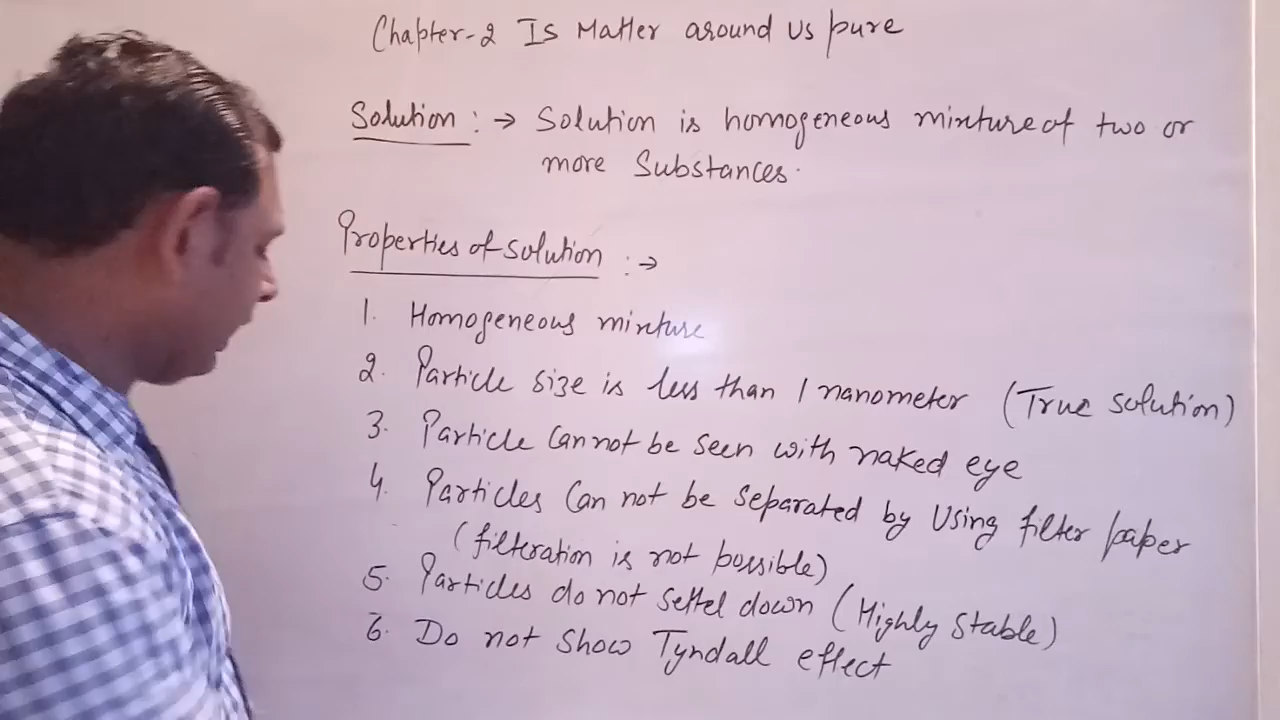 Chapter-2 Is Matter around us pure
Solution :→ Solution is homogeneous mixture of two or
more Substances.
Properties of solution :→
1. Homogeneous mixture
2. Particle size is less than 1 nanometer (True solution)
3. Particle Cannot be seen with naked eye
4. Particles Can not be separated by Using filter paper
(filteration is not possible)
5. Particles do not settel down (Highly stable)
6. Do not show Tyndall effect